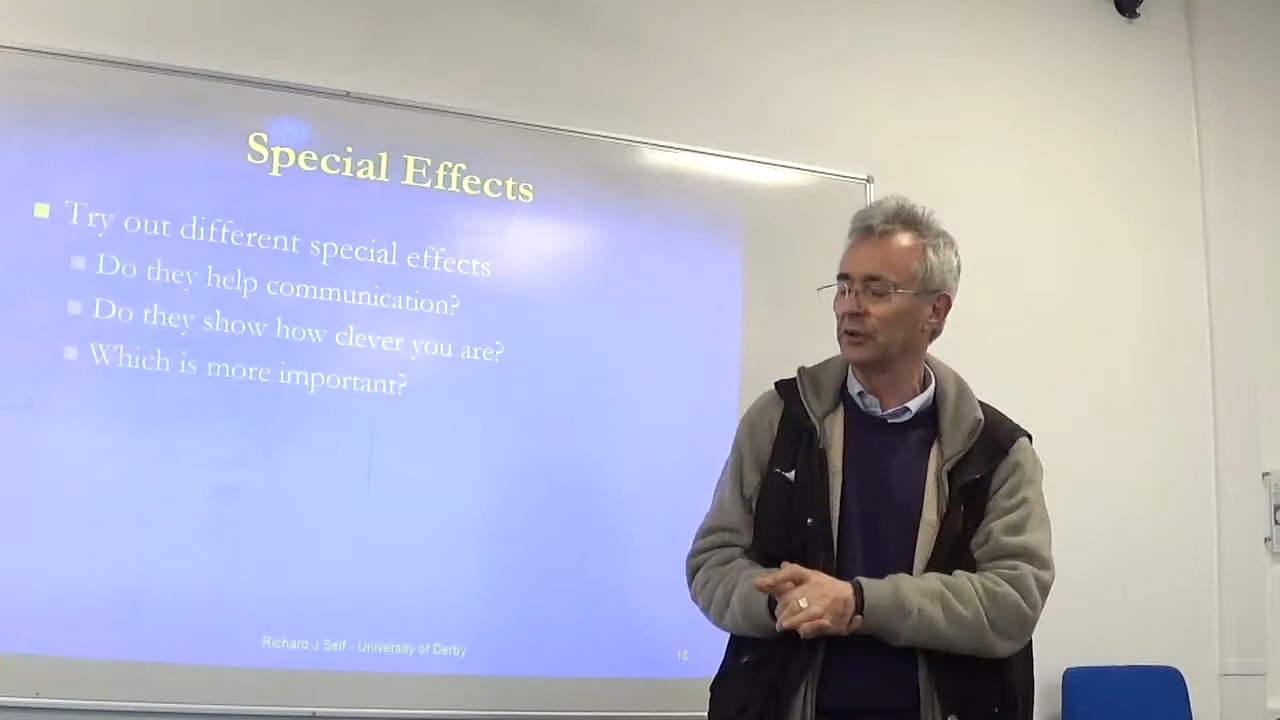 Special Effects
Try out different special effects
Do they help communication?
Do they show how clever you are?
Which is more important?
Richard J Self - University of Derby
16